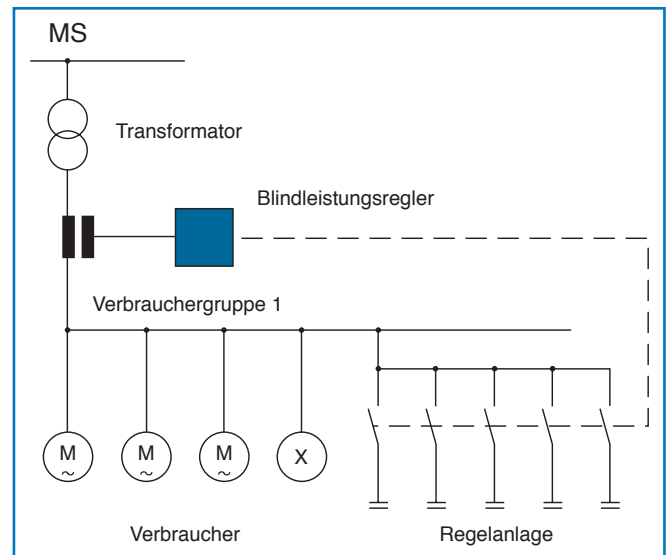 MS
Transformator
Blindleistungsregler
Verbrauchergruppe 1
M
~
M
~
M
~
X
Verbraucher
Regelanlage